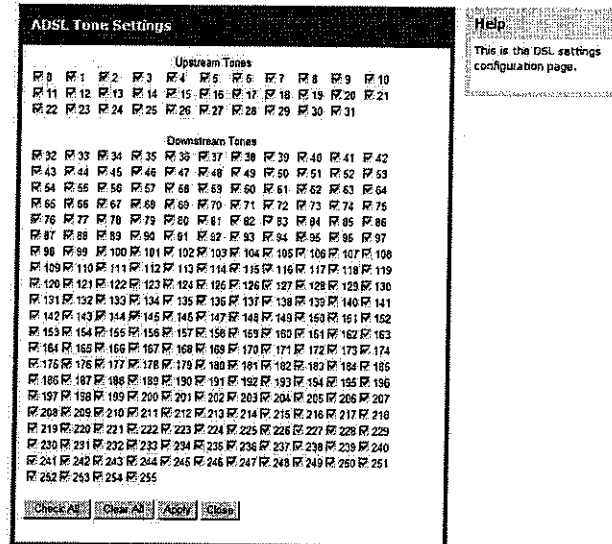 ADSL Tone Settings
Upstream Tones
0 1 2 3 4 5 6 7 8 9 10
11 12 13 14 15 16 17 18 19 20 21
22 23 24 25 26 27 28 29 30 31
Downstream Tones
32 33 34 35 36 37 38 39 40 41 42
43 44 45 46 47 48 49 50 51 52 53
54 55 56 57 58 59 60 61 62 63 64
65 66 67 68 69 70 71 72 73 74 75
76 77 78 79 80 81 82 83 84 85 86
87 88 89 90 91 92 93 94 95 96 97
98 99 100 101 102 103 104 105 106 107 108
109 110 111 112 113 114 115 116 117 118 119
120 121 122 123 124 125 126 127 128 129 130
131 132 133 134 135 136 137 138 139 140 141
142 143 144 145 146 147 148 149 150 151 152
153 154 155 156 157 158 159 160 161 162 163
164 165 166 167 168 169 170 171 172 173 174
175 176 177 178 179 180 181 182 183 184 185
186 187 188 189 190 191 192 193 194 195 196
197 198 199 200 201 202 203 204 205 206 207
208 209 210 211 212 213 214 215 216 217 218
219 220 221 222 223 224 225 226 227 228 229
230 231 232 233 234 235 236 237 238 239 240
241 242 243 244 245 246 247 248 249 250 251
252 253 254 255
Check All Clear All Apply Close
Help
This is the DSL settings
configuration page.